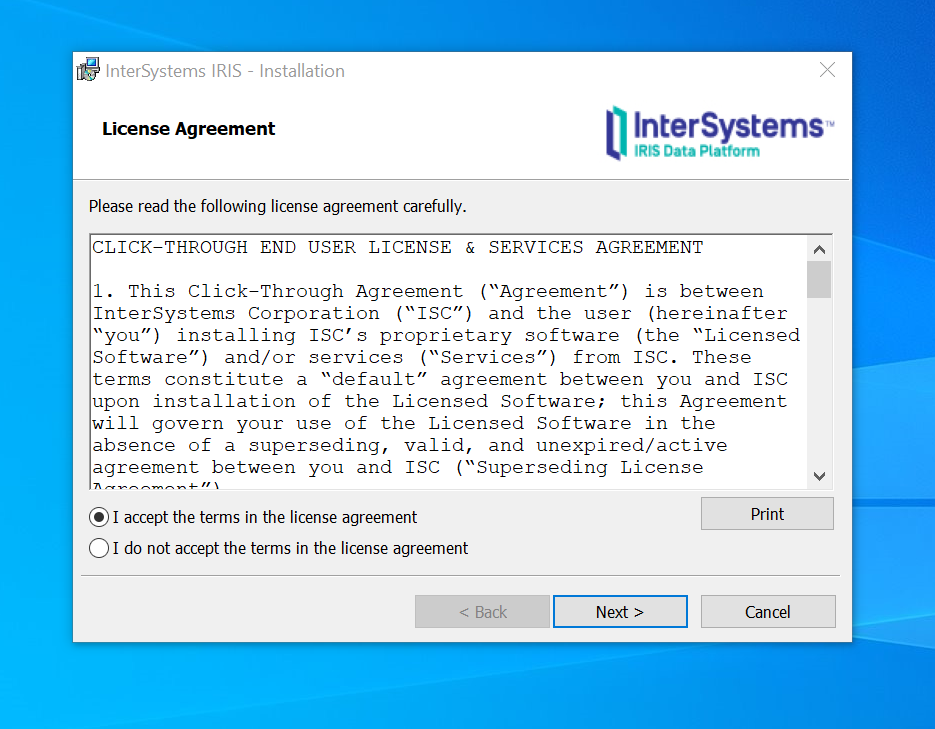 InterSystems IRIS - Installation
License Agreement
InterSystems™
IRIS Data Platform
Please read the following license agreement carefully.
CLICK-THROUGH END USER LICENSE & SERVICES AGREEMENT
1. This Click-Through Agreement (“Agreement”) is between
InterSystems Corporation (“ISC”) and the user (hereinafter
“you”) installing ISC’s proprietary software (the “Licensed
Software”) and/or services (“Services”) from ISC. These
terms constitute a “default” agreement between you and ISC
upon installation of the Licensed Software; this Agreement
will govern your use of the Licensed Software in the
absence of a superseding, valid, and unexpired/active
agreement between you and ISC (“Superseding License
Agreement”)
I accept the terms in the license agreement
Print
I do not accept the terms in the license agreement
< Back
Next >
Cancel